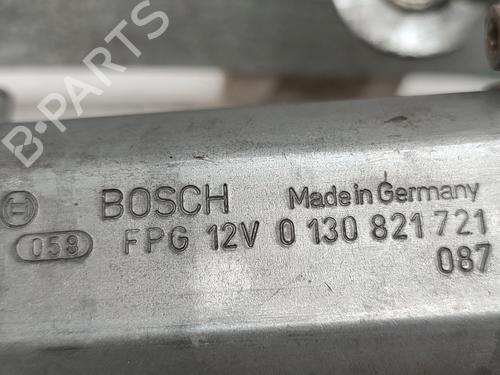 BOSCH Made in Germany
058 FPG 12V 0 130 821 721
087
B-PARTS